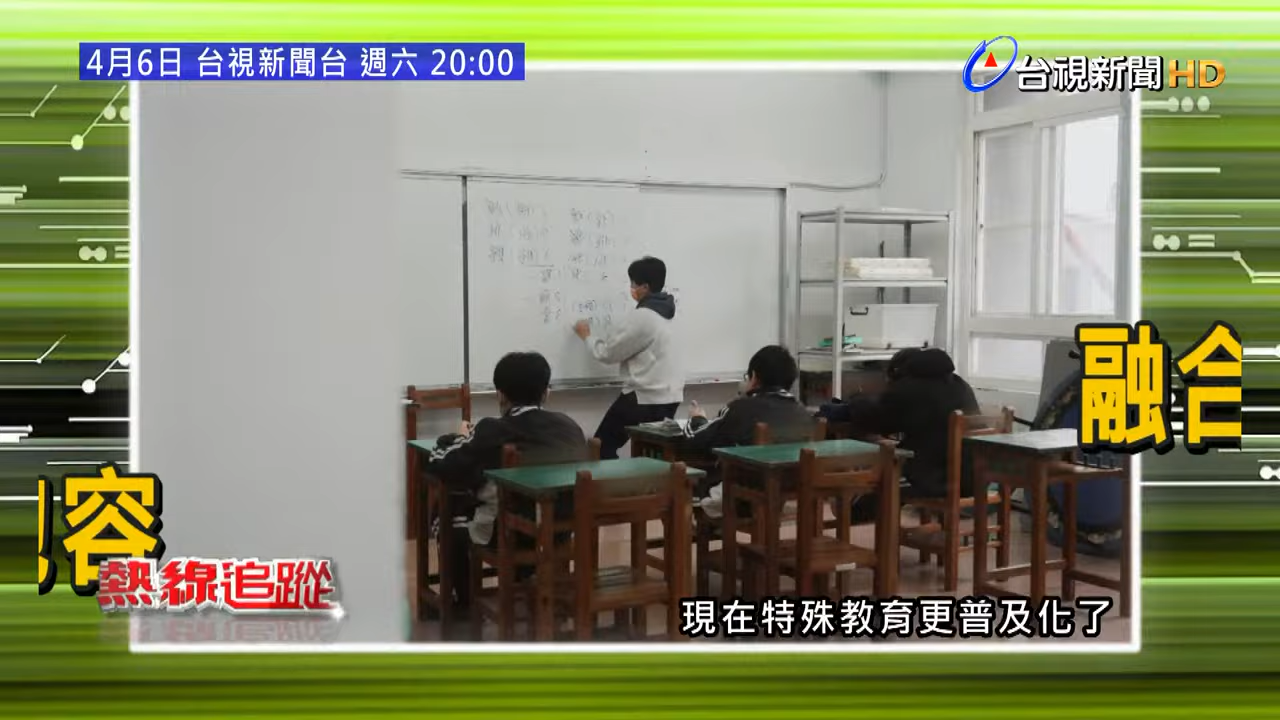 4月6日 台視新聞台 週六 20:00
台視新聞HD
融合
容
熱線追蹤
現在特殊教育更普及化了